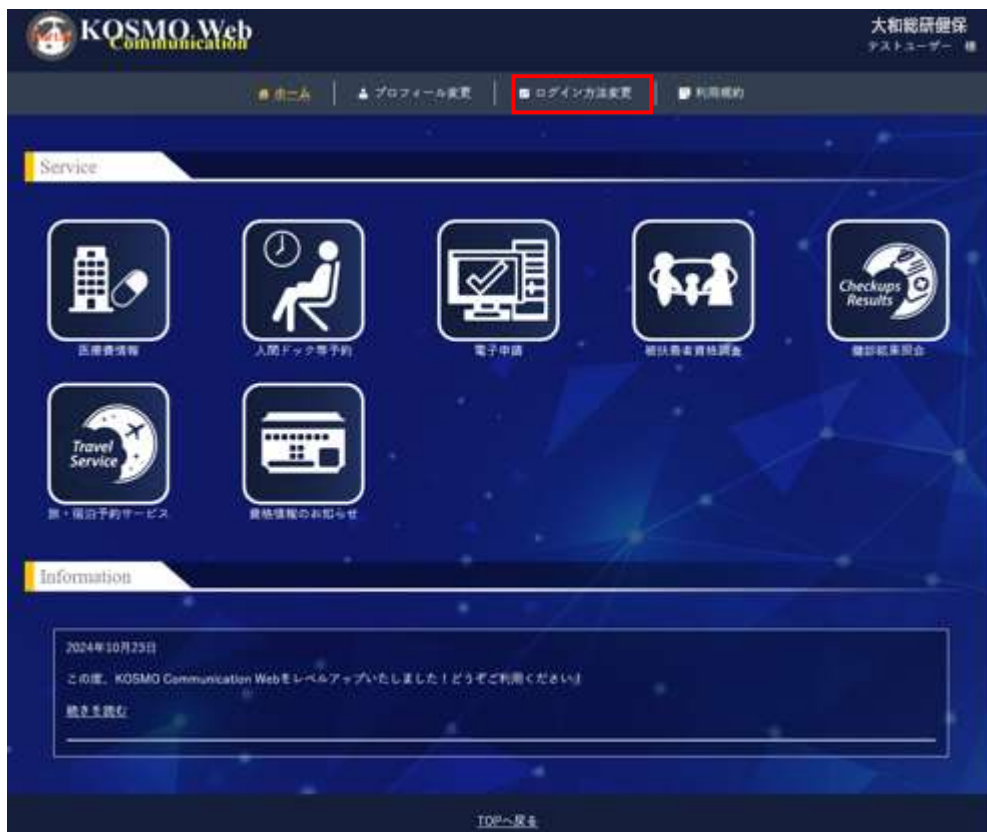 Portal
KOSMO Web
Communication
大和総研健保
テストユーザー 様
ホーム
プロフィール変更
ログイン方法変更
利用規約
Service
医療費情報
人間ドック等予約
電子申請
被扶養者資格調査
Checkups
Results
健診結果照会
Travel
Service
旅・宿泊予約サービス
資格情報のお知らせ
Information
2024年10月23日
この度、KOSMO Communication Webをレベルアップいたしました！どうぞご利用ください♪
続きを読む
TOPへ戻る